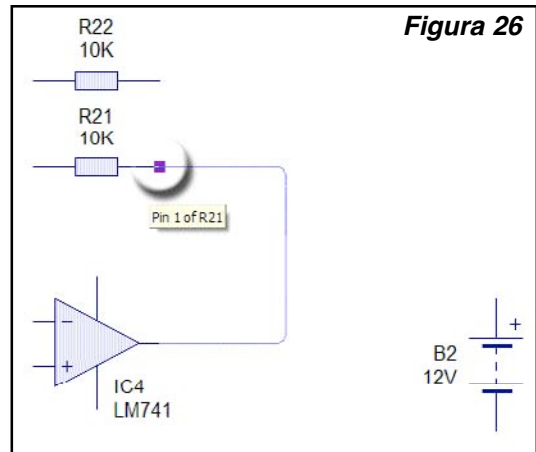 Figura 26
R22
10K
R21
10K
Pin 1 of R21
−
+
IC4
LM741
+
B2
12V